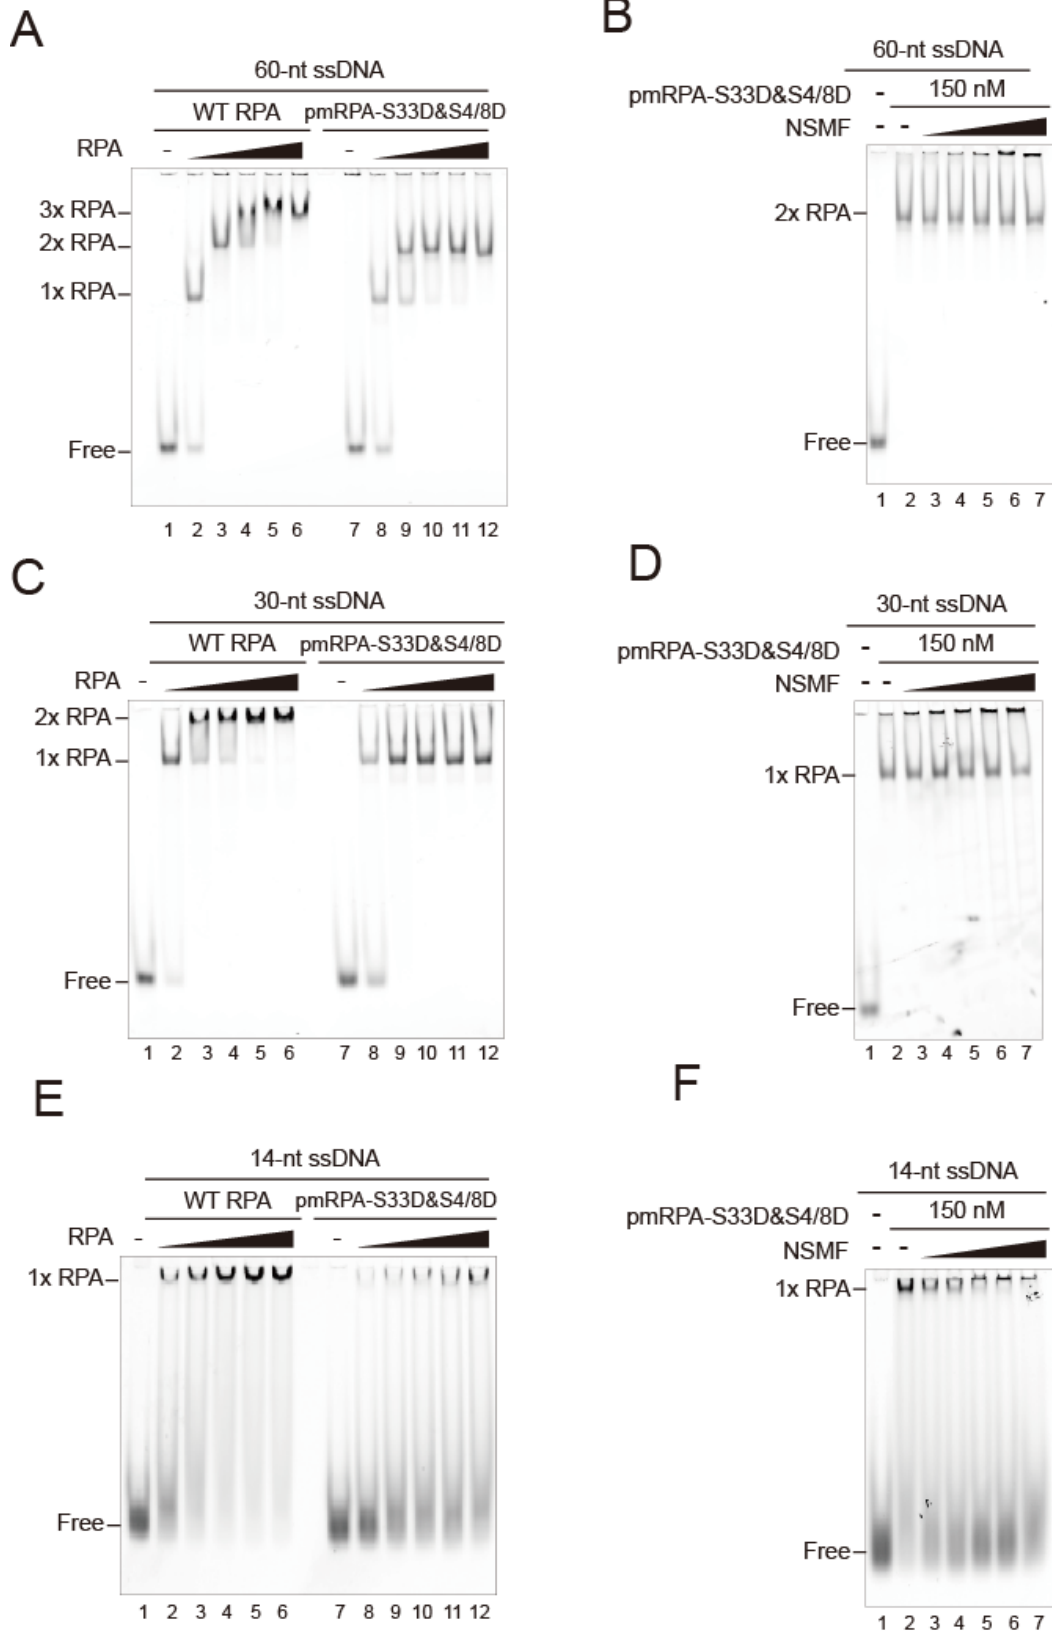 A
60-nt ssDNA
WT RPA pmRPA-S33D&S4/8D
RPA - -
3x RPA
2x RPA
1x RPA
Free
1 2 3 4 5 6 7 8 9 10 11 12
B
60-nt ssDNA
pmRPA-S33D&S4/8D - 150 nM
NSMF - -
2x RPA
Free
1 2 3 4 5 6 7
C
30-nt ssDNA
WT RPA pmRPA-S33D&S4/8D
RPA - -
2x RPA
1x RPA
Free
1 2 3 4 5 6 7 8 9 10 11 12
D
30-nt ssDNA
pmRPA-S33D&S4/8D - 150 nM
NSMF - -
1x RPA
Free
1 2 3 4 5 6 7
E
14-nt ssDNA
WT RPA pmRPA-S33D&S4/8D
RPA - -
1x RPA
Free
1 2 3 4 5 6 7 8 9 10 11 12
F
14-nt ssDNA
pmRPA-S33D&S4/8D - 150 nM
NSMF - -
1x RPA
Free
1 2 3 4 5 6 7